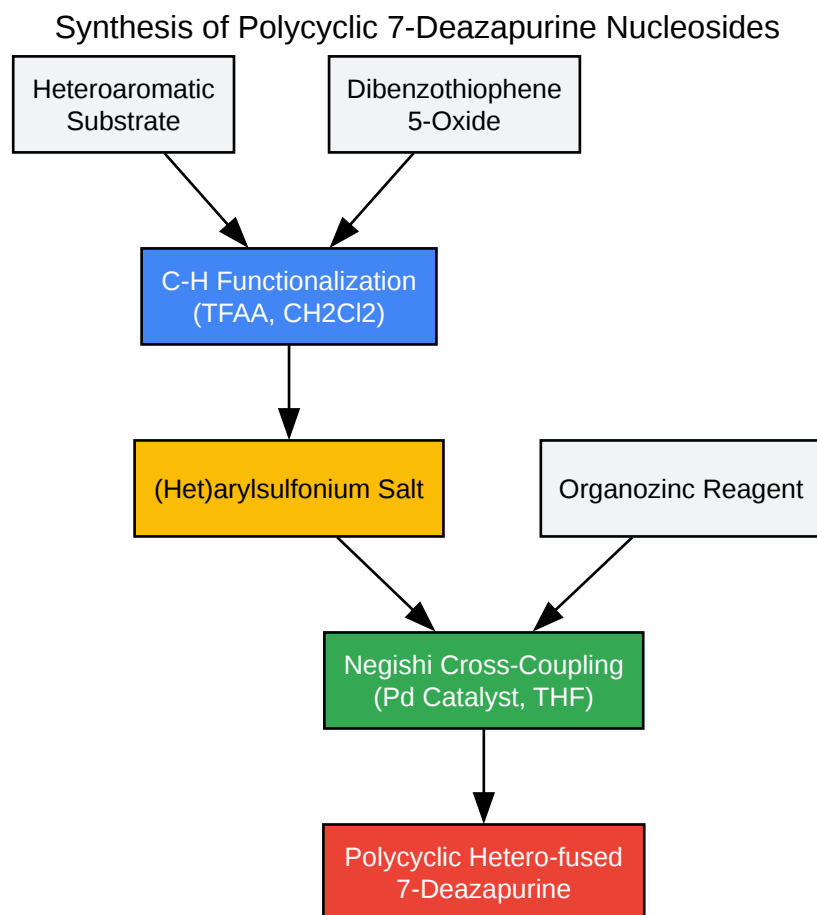 Synthesis of Polycyclic 7-Deazapurine Nucleosides
Heteroaromatic
Substrate
Dibenzothiophene
5-Oxide
C-H Functionalization
(TFAA, CH2Cl2)
(Het)arylsulfonium Salt
Organozinc Reagent
Negishi Cross-Coupling
(Pd Catalyst, THF)
Polycyclic Hetero-fused
7-Deazapurine